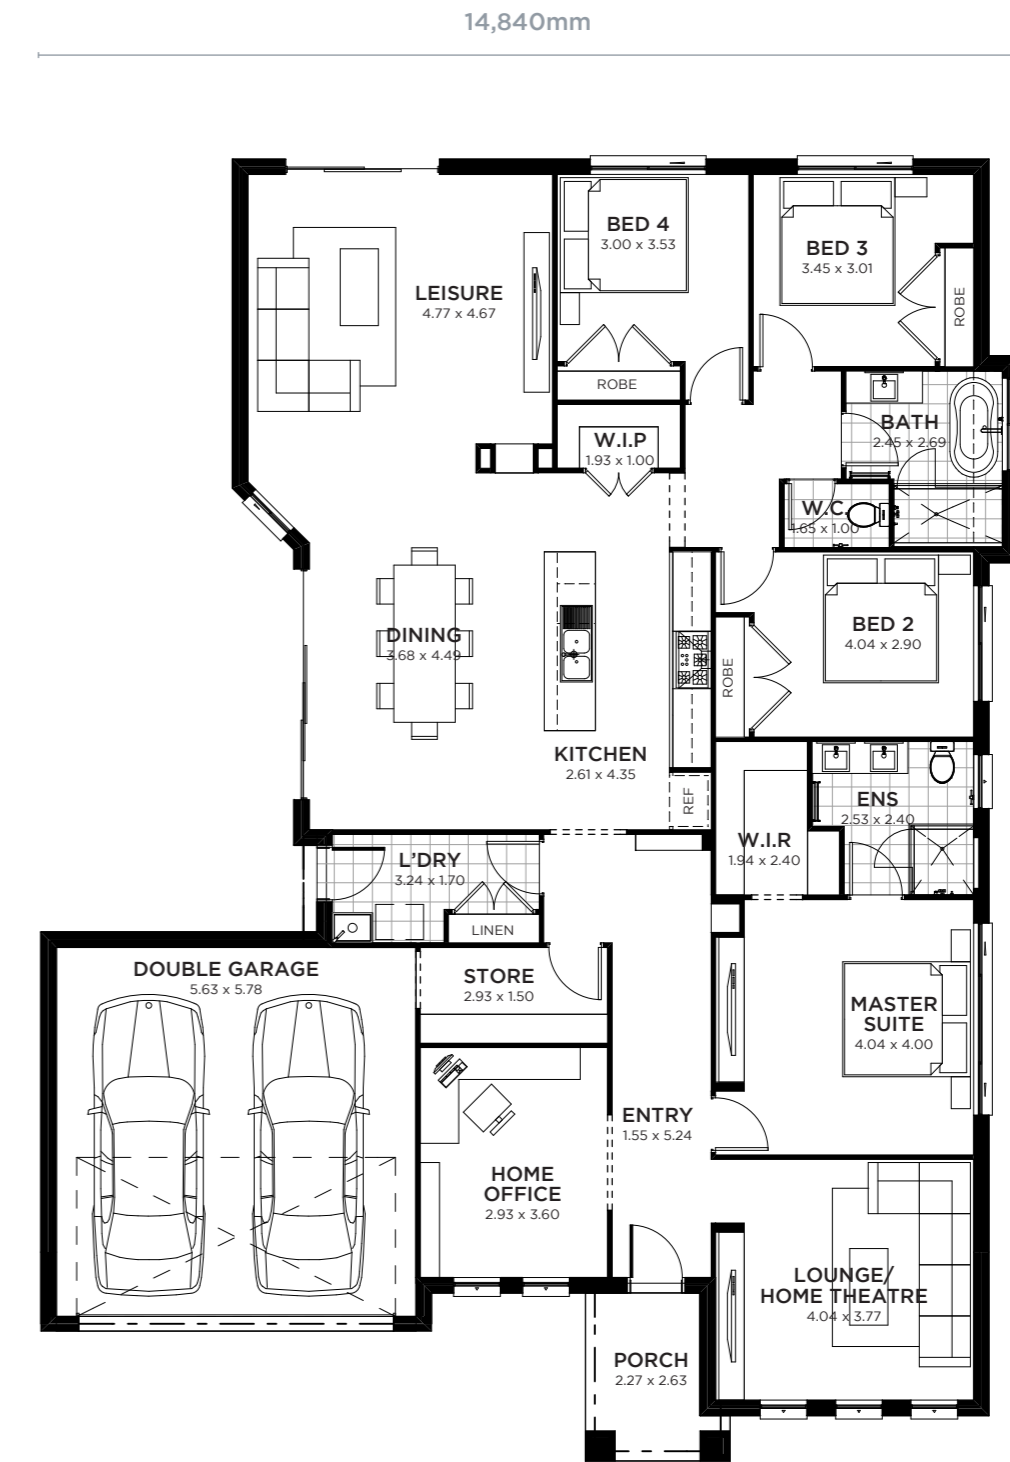 14,840mm
BED 4
3.00 x 3.53
BED 3
3.45 x 3.01
LEISURE
4.77 x 4.67
ROBE
ROBE
W.I.P
1.93 x 1.00
BATH
2.45 x 2.69
W.C.
1.65 x 1.00
DINING
3.68 x 4.49
BED 2
4.04 x 2.90
ROBE
KITCHEN
2.61 x 4.35
REF
ENS
2.53 x 2.40
W.I.R
1.94 x 2.40
L'DRY
3.24 x 1.70
LINEN
DOUBLE GARAGE
5.63 x 5.78
STORE
2.93 x 1.50
MASTER
SUITE
4.04 x 4.00
ENTRY
1.55 x 5.24
HOME
OFFICE
2.93 x 3.60
LOUNGE/
HOME THEATRE
4.04 x 3.77
PORCH
2.27 x 2.63